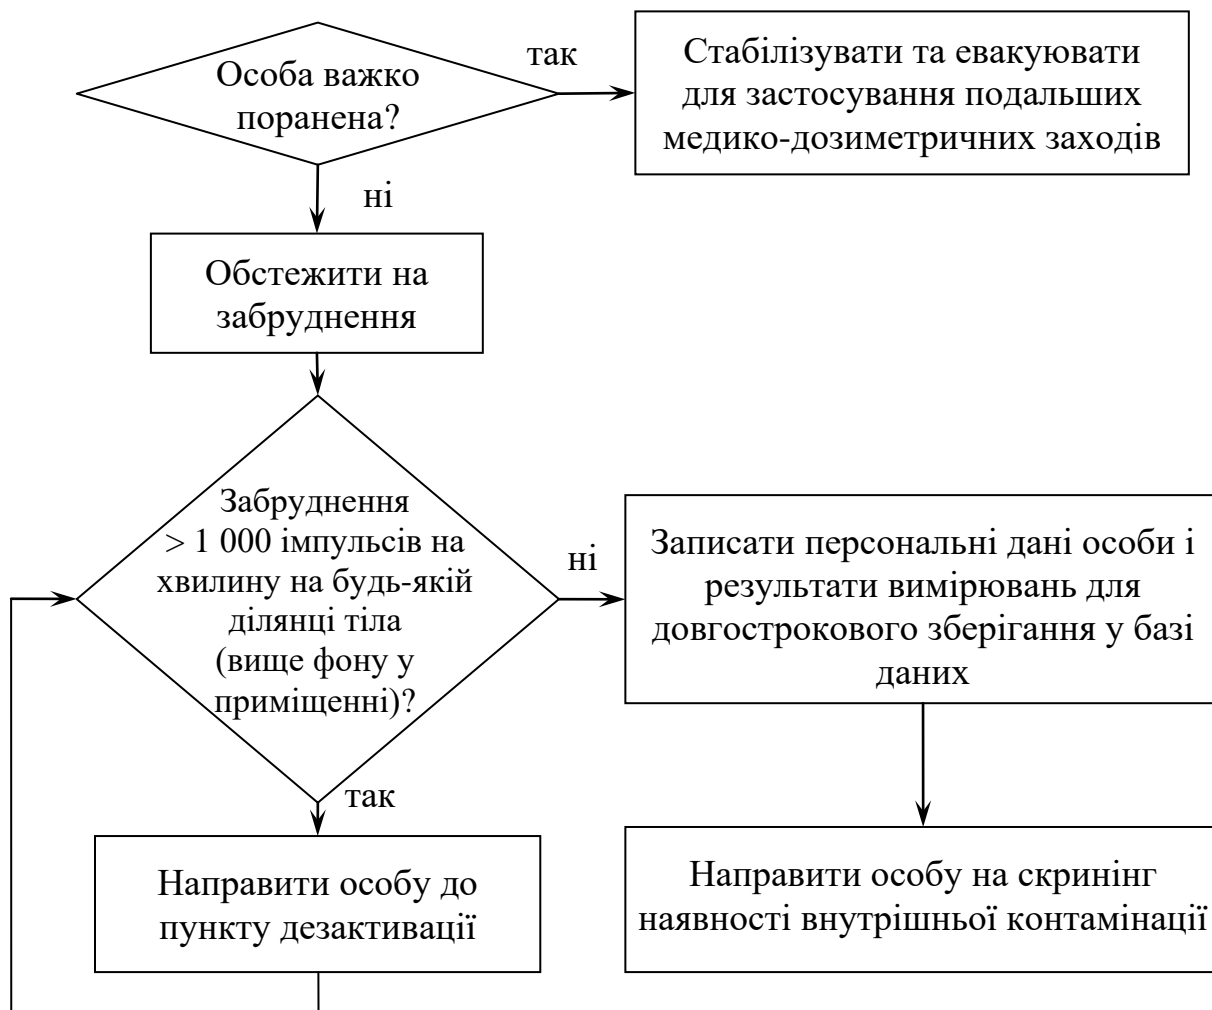 Особа важко
поранена?
так
Стабілізувати та евакуювати
для застосування подальших
медико-дозиметричних заходів
ні
Обстежити на
забруднення
Забруднення
> 1 000 імпульсів на
хвилину на будь-якій
ділянці тіла
(вище фону у
приміщенні)?
ні
Записати персональні дані особи і
результати вимірювань для
довгострокового зберігання у базі
даних
так
Направити особу до
пункту дезактивації
Направити особу на скринінг
наявності внутрішньої контамінації